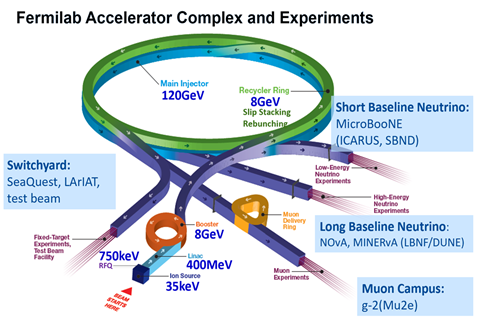 Fermilab Accelerator Complex and Experiments
Main Injector
120GeV
Recycler Ring
8GeV
Slip Stacking
Rebunching
Short Baseline Neutrino:
MicroBooNE
(ICARUS, SBND)
Low-Energy
Neutrino
Experiments
Switchyard:
SeaQuest, LArIAT,
test beam
High-Energy
Neutrino
Experiments
Long Baseline Neutrino:
NOvA, MINERvA (LBNF/DUNE)
Muon
Delivery
Ring
Booster
8GeV
Fixed-Target
Experiments,
Test Beam
Facility
750keV
RFQ
Linac
400MeV
Ion Source
35keV
BEAM
STARTS
HERE
Muon
Experiments
Muon Campus:
g-2(Mu2e)